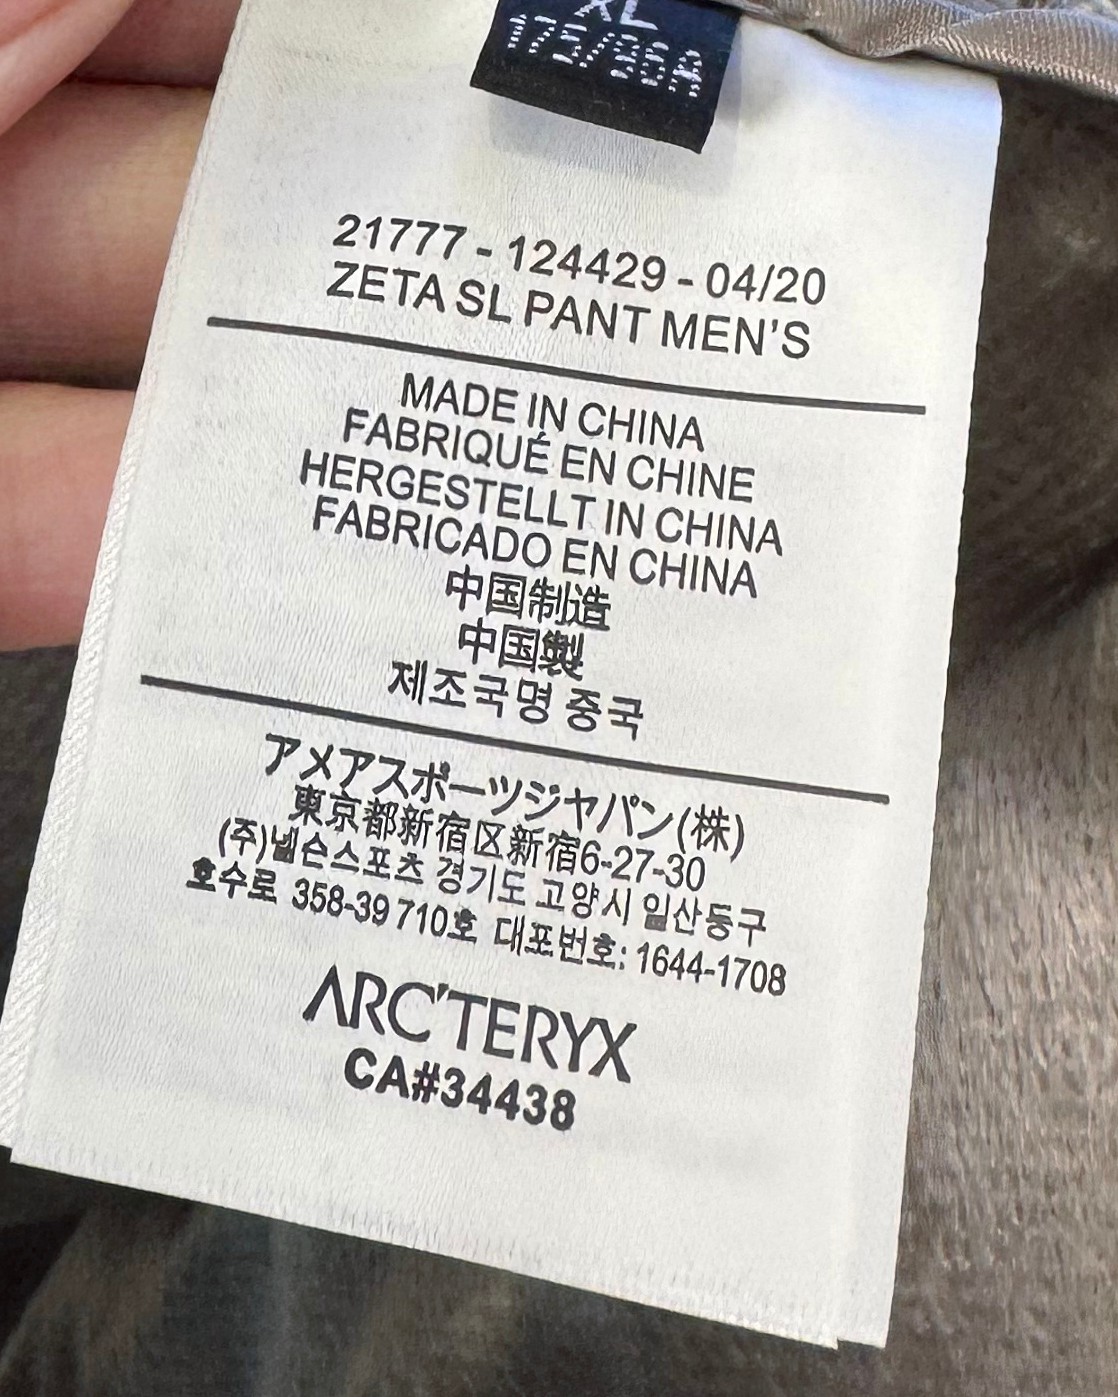 XL
175/96A
21777 - 124429 - 04/20
ZETA SL PANT MEN'S
MADE IN CHINA
FABRIQUÉ EN CHINE
HERGESTELLT IN CHINA
FABRICADO EN CHINA
中国制造
中国製
제조국명 중국
アメアスポーツジャパン(株)
東京都新宿区新宿6-27-30
(주)넬슨스포츠 경기도 고양시 일산동구
호수로 358-39 710호 대표번호: 1644-1708
ARC'TERYX
CA#34438